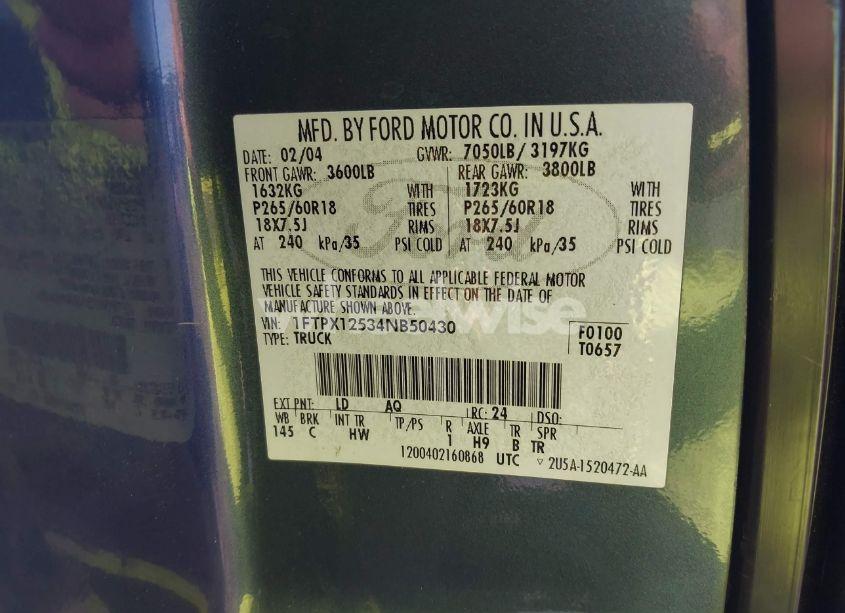 MFD. BY FORD MOTOR CO. IN U.S.A.
DATE: 02/04 GVWR: 7050LB/ 3197KG
FRONT GAWR: 3600LB REAR GAWR: 3800LB
1632KG WITH 1723KG WITH
P265/60R18 TIRES P265/60R18 TIRES
18X7.5J RIMS 18X7.5J RIMS
AT 240 kPa/35 PSI COLD AT 240 kPa/35 PSI COLD
Ford
THIS VEHICLE CONFORMS TO ALL APPLICABLE FEDERAL MOTOR
VEHICLE SAFETY STANDARDS IN EFFECT ON THE DATE OF
MANUFACTURE SHOWN ABOVE.
VIN: 1FTPX12534NB50430 F0100
TYPE: TRUCK T0657
EXT PNT: LD AQ RC: 24 DSO:
WB BRK INT TR TP/PS R AXLE TR SPR
145 C HW 1 H9 B TR
1200402160868 UTC ▽ 2U5A-1520472-AA